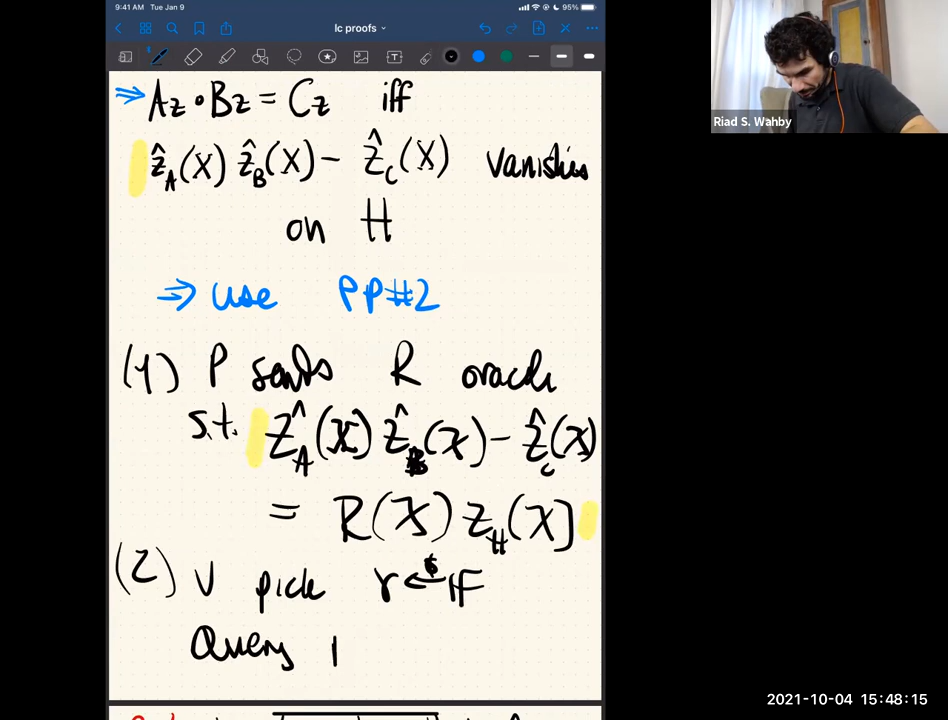 9:41 AM Tue Jan 9
95%
lc proofs
⇒ Az∘Bz = Cz iff
ẑ_A(X) ẑ_B(X) − ẑ_C(X) vanishes
on H
⇒ use PP#2
(1) P sends R oracle
s.t. ẑ_A(X) ẑ_B(X) − ẑ_C(X)
= R(X) z_H(X)
(2) V pick r ←$ F
Query
Riad S. Wahby
2021-10-04 15:48:15